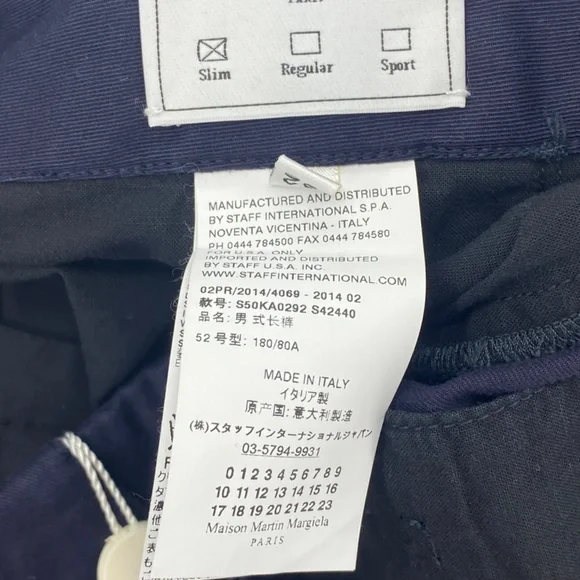 PARIS
Slim
Regular
Sport
MANUFACTURED AND DISTRIBUTED
BY STAFF INTERNATIONAL S.P.A.
NOVENTA VICENTINA - ITALY
PH 0444 784500 FAX 0444 784580
FOR U.S.A. ONLY
IMPORTED AND DISTRIBUTED
BY STAFF U.S.A. INC.
WWW.STAFFINTERNATIONAL.COM
02PR/2014/4069 - 2014 02
款号: S50KA0292 S42440
品名: 男 式长裤
52 号型: 180/80A
MADE IN ITALY
イタリア製
原产国: 意大利製造
(株)スタッフインターナショナルジャパン
03-5794-9931
0 1 2 3 4 5 6 7 8 9
10 11 12 13 14 15 16
17 18 19 20 21 22 23
Maison Martin Margiela
PARIS